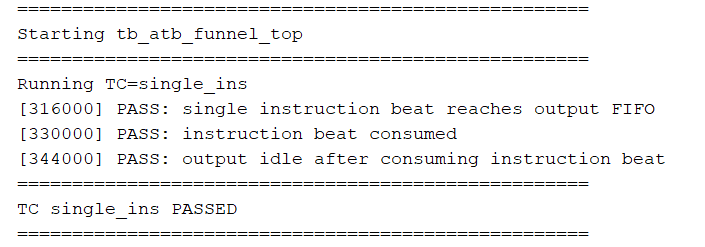 =======================================================
Starting tb_atb_funnel_top
=======================================================
Running TC=single_ins
[316000] PASS: single instruction beat reaches output FIFO
[330000] PASS: instruction beat consumed
[344000] PASS: output idle after consuming instruction beat
=======================================================
TC single_ins PASSED
=======================================================